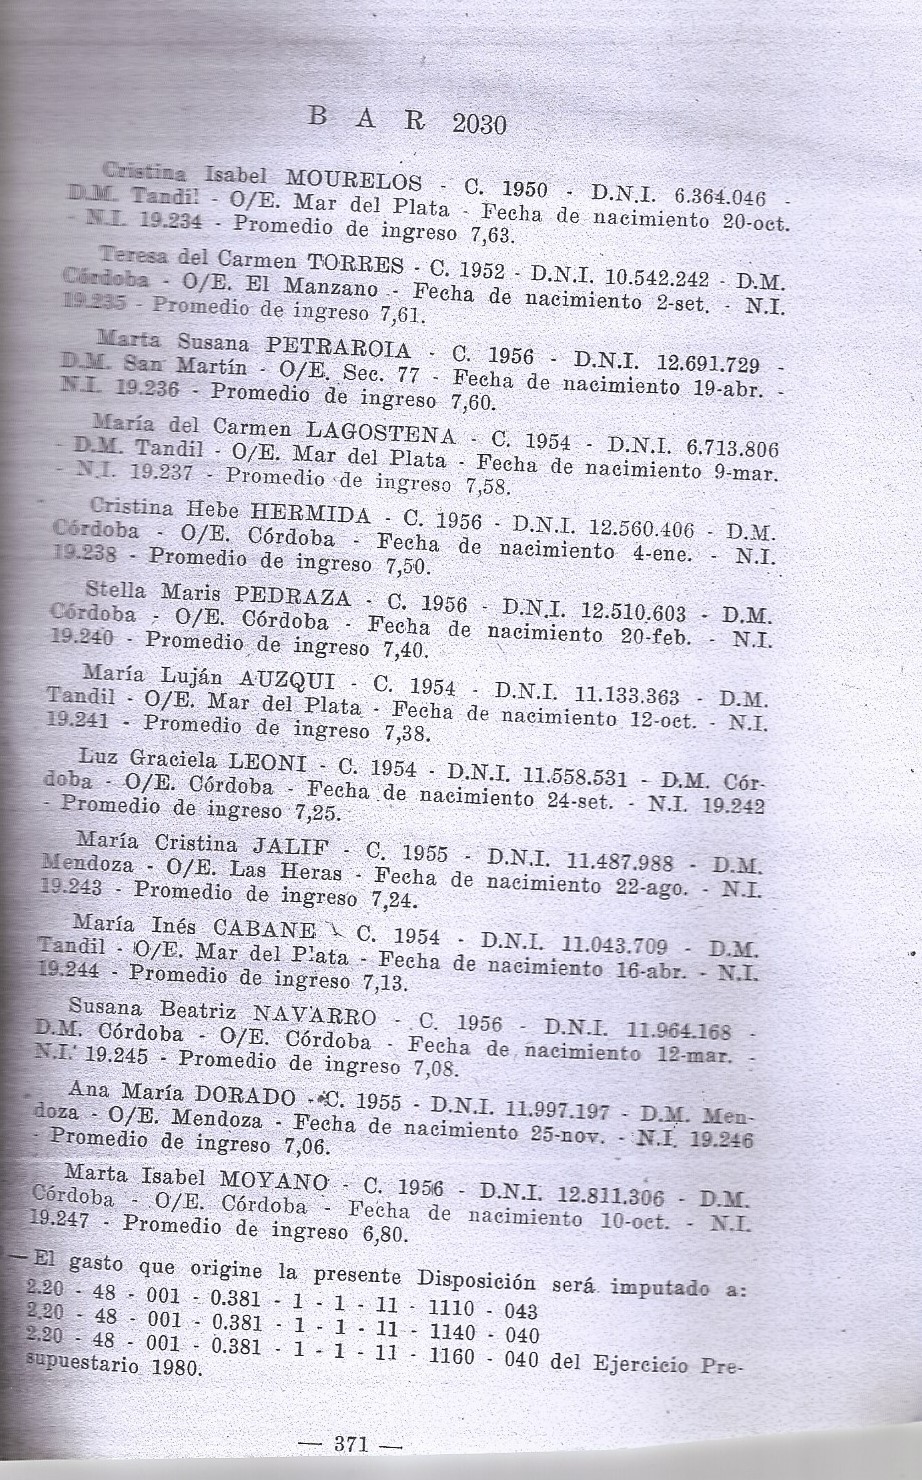 B A R 2030
Cristina Isabel MOURELOS - C. 1950 - D.N.I. 6.364.046 -
D.M. Tandil - O/E. Mar del Plata - Fecha de nacimiento 20-oct.
- N.I. 19.234 - Promedio de ingreso 7,63.
Teresa del Carmen TORRES - C. 1952 - D.N.I. 10.542.242 - D.M.
Córdoba - O/E. El Manzano - Fecha de nacimiento 2-set. - N.I.
19.235 - Promedio de ingreso 7,61.
Marta Susana PETRAROIA - C. 1956 - D.N.I. 12.691.729 -
D.M. San Martín - O/E. Sec. 77 - Fecha de nacimiento 19-abr. -
N.I. 19.236 - Promedio de ingreso 7,60.
María del Carmen LAGOSTENA - C. 1954 - D.N.I. 6.713.806
- D.M. Tandil - O/E. Mar del Plata - Fecha de nacimiento 9-mar.
- N.I. 19.237 - Promedio de ingreso 7,58.
Cristina Hebe HERMIDA - C. 1956 - D.N.I. 12.560.406 - D.M.
Córdoba - O/E. Córdoba - Fecha de nacimiento 4-ene. - N.I.
19.238 - Promedio de ingreso 7,50.
Stella Maris PEDRAZA - C. 1956 - D.N.I. 12.510.603 - D.M.
Córdoba - O/E. Córdoba - Fecha de nacimiento 20-feb. - N.I.
19.240 - Promedio de ingreso 7,40.
María Luján AUZQUI - C. 1954 - D.N.I. 11.133.363 - D.M.
Tandil - O/E. Mar del Plata - Fecha de nacimiento 12-oct. - N.I.
19.241 - Promedio de ingreso 7,38.
Luz Graciela LEONI - C. 1954 - D.N.I. 11.558.531 - D.M. Cór-
doba - O/E. Córdoba - Fecha de nacimiento 24-set. - N.I. 19.242
- Promedio de ingreso 7,25.
María Cristina JALIF - C. 1955 - D.N.I. 11.487.988 - D.M.
Mendoza - O/E. Las Heras - Fecha de nacimiento 22-ago. - N.I.
19.243 - Promedio de ingreso 7,24.
María Inés CABANE - C. 1954 - D.N.I. 11.043.709 - D.M.
Tandil - O/E. Mar del Plata - Fecha de nacimiento 16-abr. - N.I.
19.244 - Promedio de ingreso 7,13.
Susana Beatriz NAVARRO - C. 1956 - D.N.I. 11.964.168 -
D.M. Córdoba - O/E. Córdoba - Fecha de nacimiento 12-mar. -
N.I. 19.245 - Promedio de ingreso 7,08.
Ana María DORADO - C. 1955 - D.N.I. 11.997.197 - D.M. Men-
doza - O/E. Mendoza - Fecha de nacimiento 25-nov. - N.I. 19.246
- Promedio de ingreso 7,06.
Marta Isabel MOYANO - C. 1956 - D.N.I. 12.811.306 - D.M.
Córdoba - O/E. Córdoba - Fecha de nacimiento 10-oct. - N.I.
19.247 - Promedio de ingreso 6,80.
— El gasto que origine la presente Disposición será imputado a:
2.20 - 48 - 001 - 0.381 - 1 - 1 - 11 - 1110 - 043
2.20 - 48 - 001 - 0.381 - 1 - 1 - 11 - 1140 - 040
2.20 - 48 - 001 - 0.381 - 1 - 1 - 11 - 1160 - 040 del Ejercicio Pre-
supuestario 1980.
— 371 —